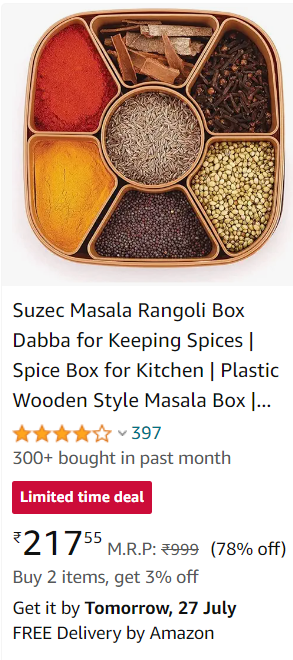 Suzec Masala Rangoli Box
Dabba for Keeping Spices |
Spice Box for Kitchen | Plastic
Wooden Style Masala Box |...
397
300+ bought in past month
Limited time deal
₹217⁵⁵ M.R.P: ₹999 (78% off)
Buy 2 items, get 3% off
Get it by Tomorrow, 27 July
FREE Delivery by Amazon